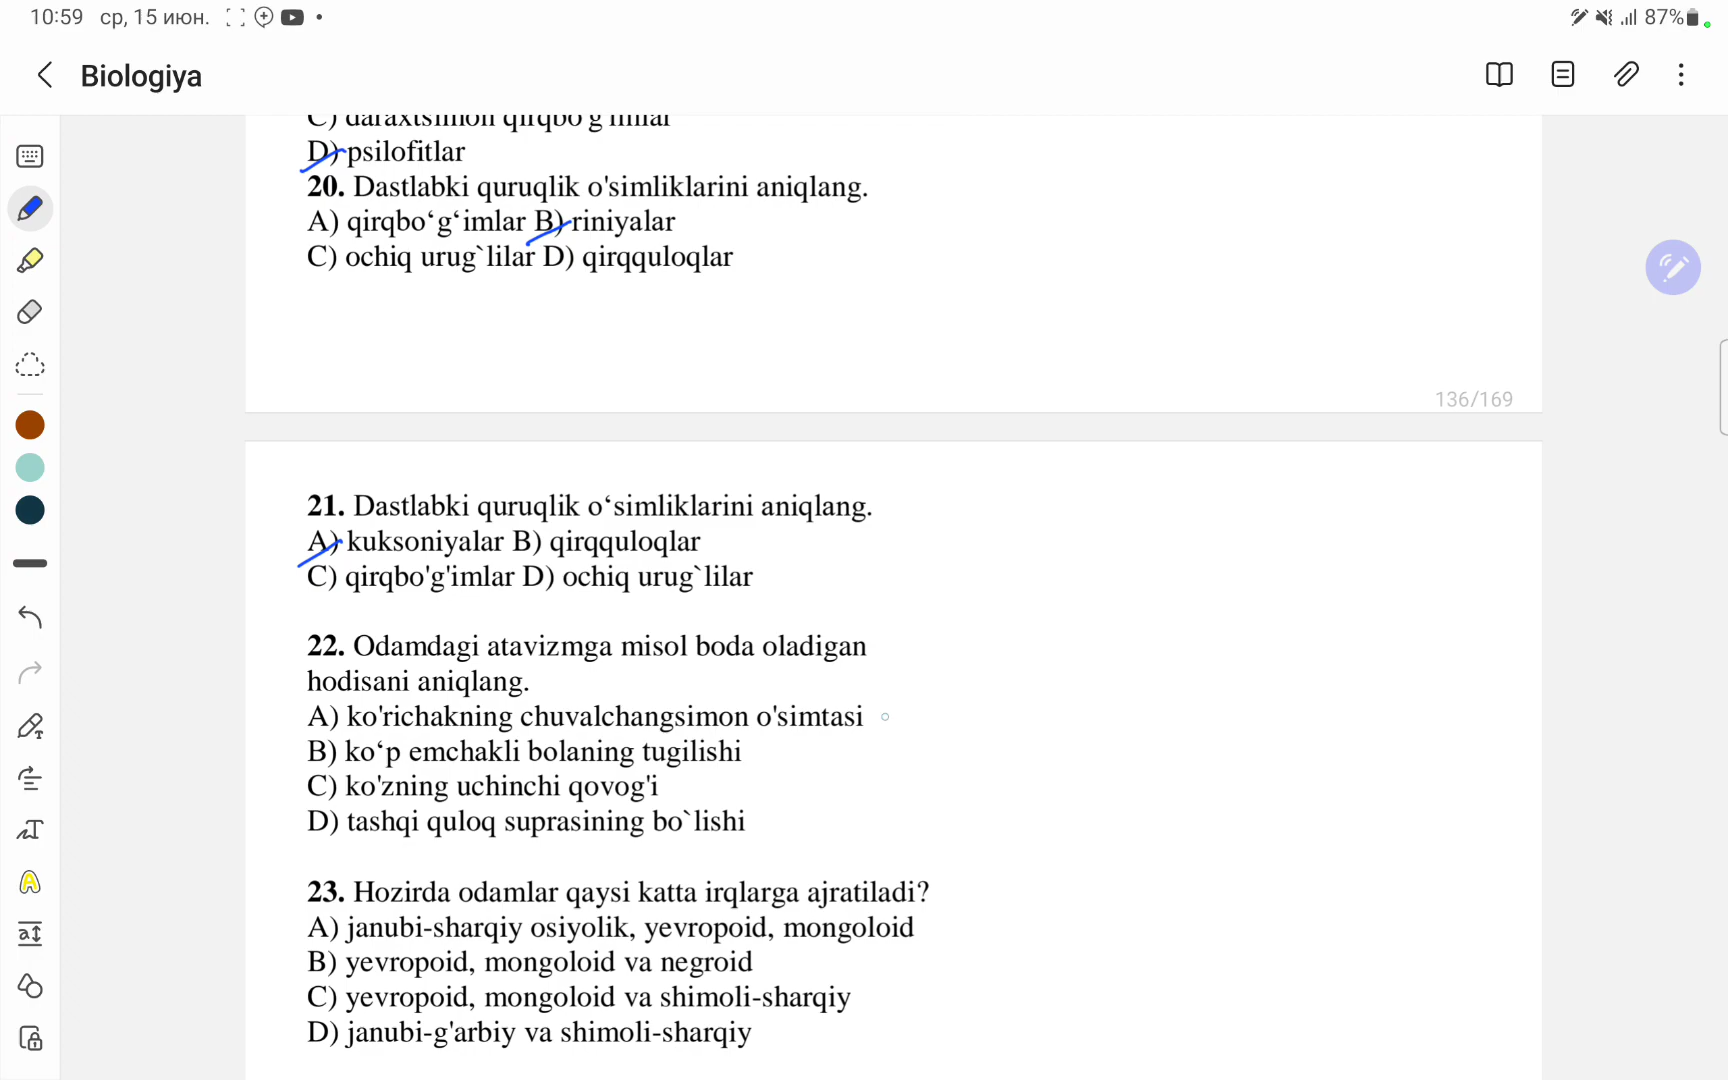 10:59 ср, 15 июн.
87%
Biologiya
C) daraxtsimon qirqbo'g'imlar
D) psilofitlar
20. Dastlabki quruqlik o'simliklarini aniqlang.
A) qirqbo‘g‘imlar B) riniyalar
C) ochiq urug`lilar D) qirqquloqlar
136/169
21. Dastlabki quruqlik o‘simliklarini aniqlang.
A) kuksoniyalar B) qirqquloqlar
C) qirqbo'g'imlar D) ochiq urug`lilar
22. Odamdagi atavizmga misol boda oladigan
hodisani aniqlang.
A) ko'richakning chuvalchangsimon o'simtasi
B) ko‘p emchakli bolaning tugilishi
C) ko'zning uchinchi qovog'i
D) tashqi quloq suprasining bo`lishi
23. Hozirda odamlar qaysi katta irqlarga ajratiladi?
A) janubi-sharqiy osiyolik, yevropoid, mongoloid
B) yevropoid, mongoloid va negroid
C) yevropoid, mongoloid va shimoli-sharqiy
D) janubi-g'arbiy va shimoli-sharqiy